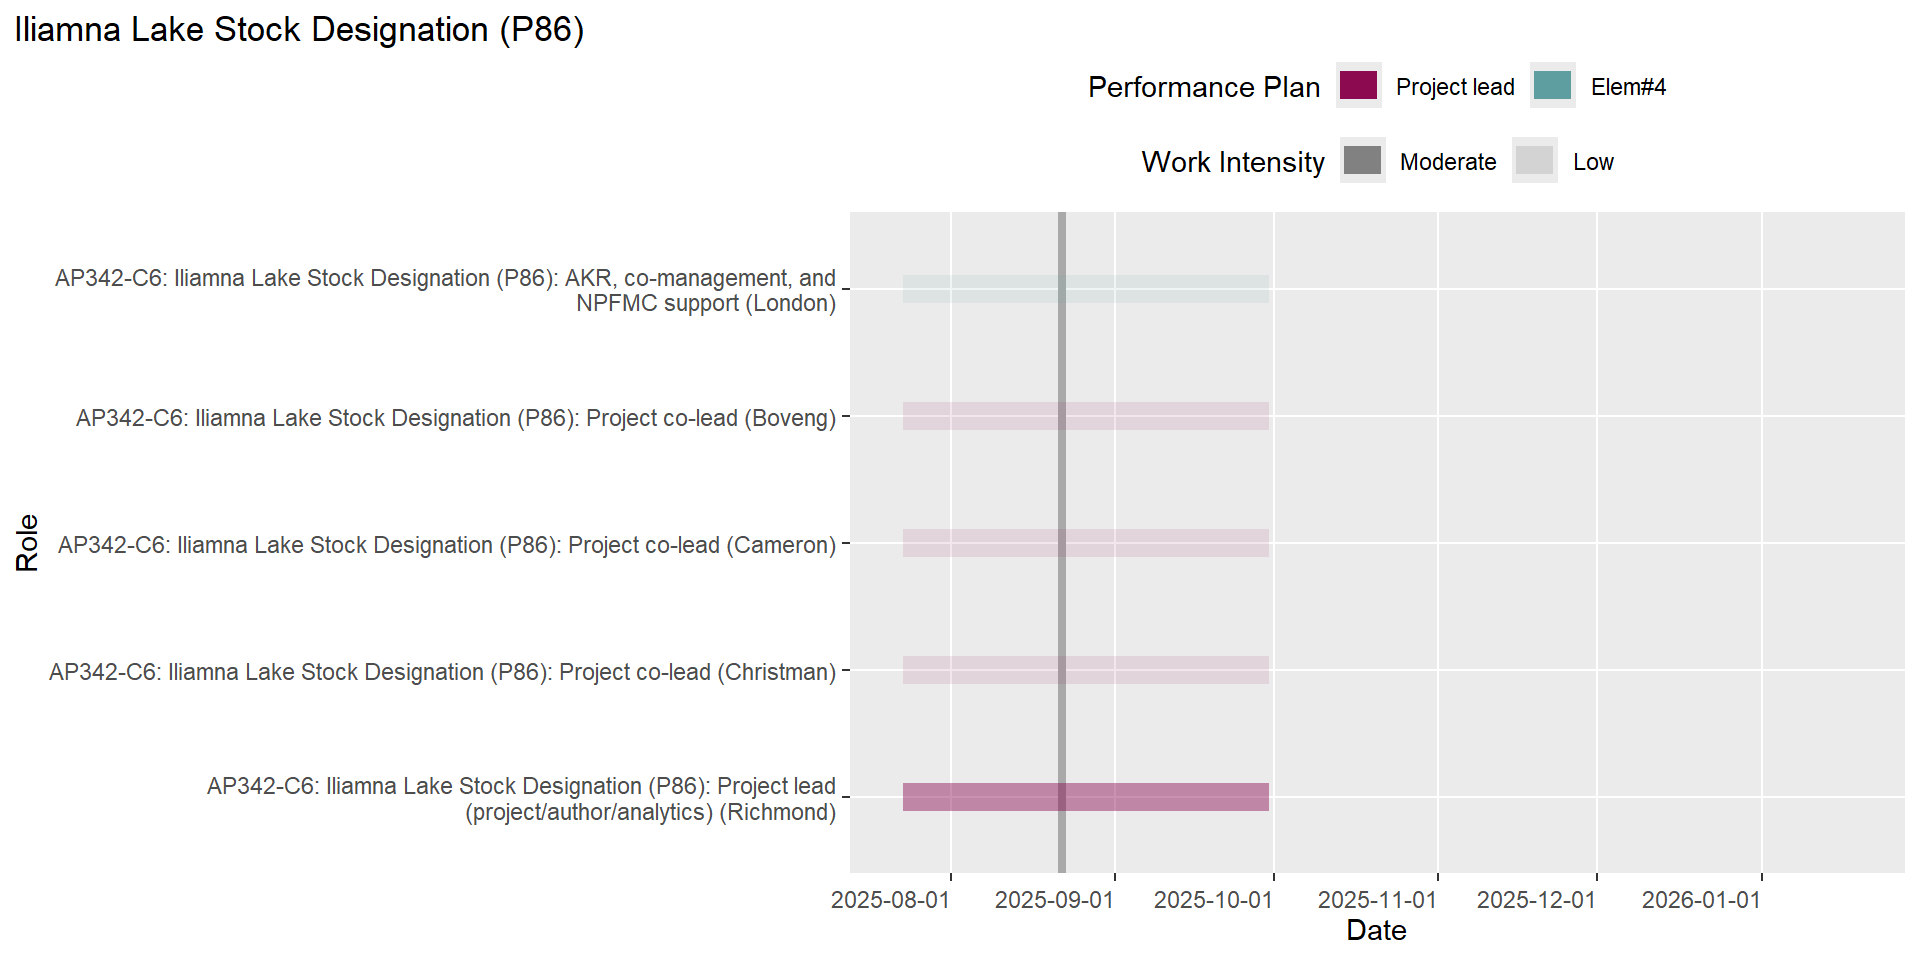 Iliamna Lake Stock Designation (P86)
Performance Plan Project lead Elem#4
Work Intensity Moderate Low
AP342-C6: Iliamna Lake Stock Designation (P86): AKR, co-management, and
NPFMC support (London)
AP342-C6: Iliamna Lake Stock Designation (P86): Project co-lead (Boveng)
AP342-C6: Iliamna Lake Stock Designation (P86): Project co-lead (Cameron)
AP342-C6: Iliamna Lake Stock Designation (P86): Project co-lead (Christman)
AP342-C6: Iliamna Lake Stock Designation (P86): Project lead
(project/author/analytics) (Richmond)
Role
2025-08-01 2025-09-01 2025-10-01 2025-11-01 2025-12-01 2026-01-01
Date